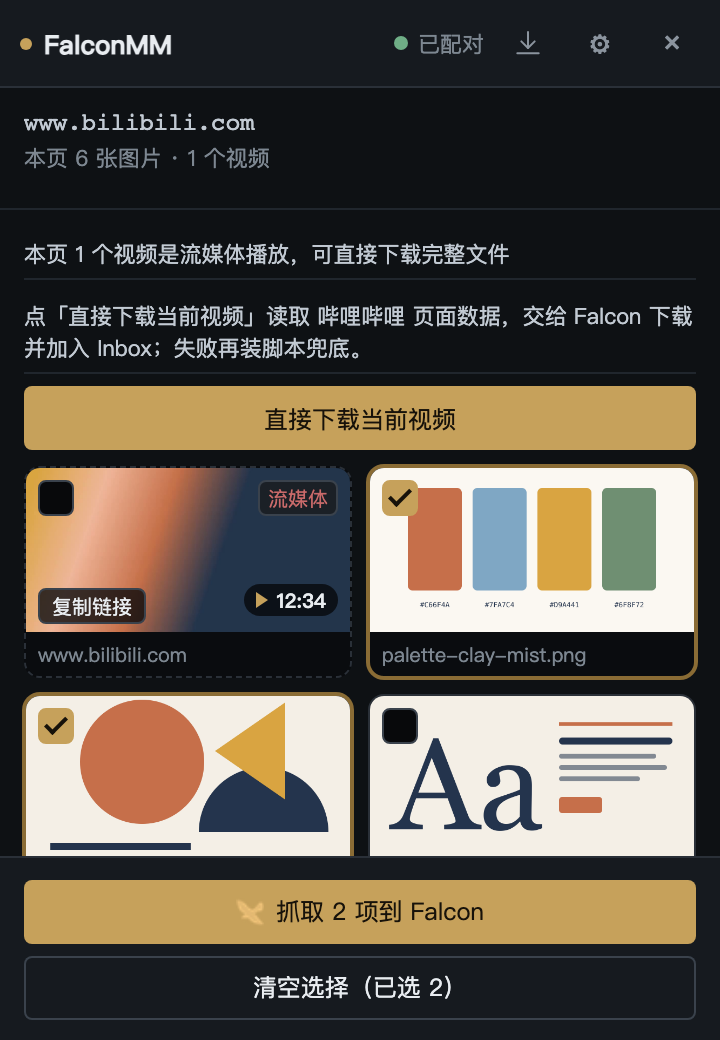 FalconMM
已配对
www.bilibili.com
本页 6 张图片 · 1 个视频
本页 1 个视频是流媒体播放，可直接下载完整文件
点「直接下载当前视频」读取 哔哩哔哩 页面数据，交给 Falcon 下载
并加入 Inbox；失败再装脚本兜底。
直接下载当前视频
流媒体
复制链接
12:34
www.bilibili.com
#C66F4A #7FA7C4 #D9A441 #6F8F72
palette-clay-mist.png
Aa
抓取 2 项到 Falcon
清空选择（已选 2）